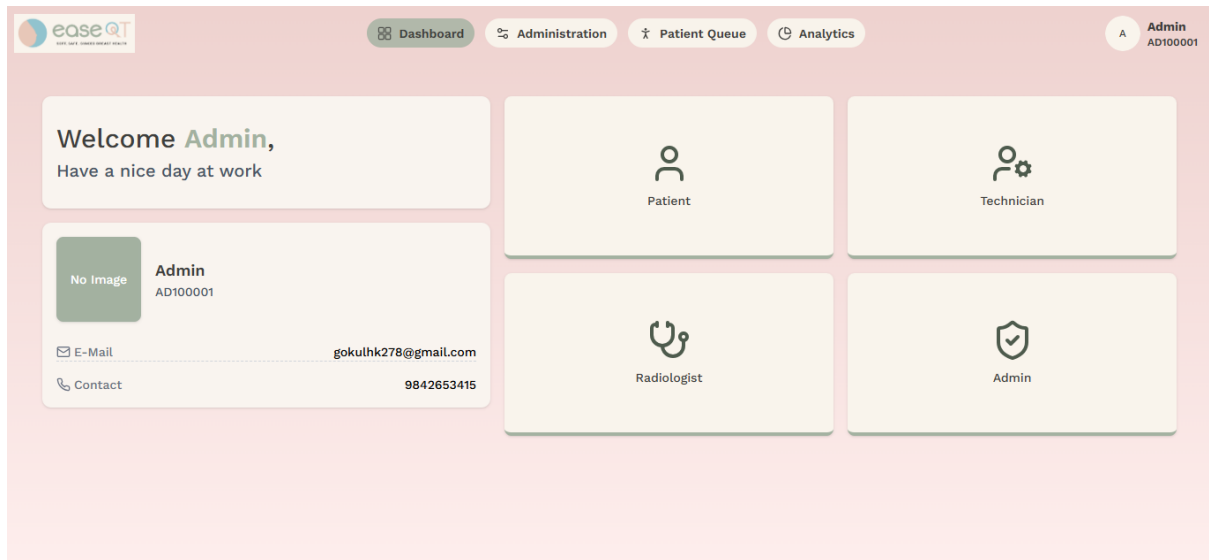 ease QT
Dashboard
Administration
Patient Queue
Analytics
A
Admin
AD100001
Welcome Admin,
Have a nice day at work
No Image
Admin
AD100001
E-Mail
gokulhk278@gmail.com
Contact
9842653415
Patient
Technician
Radiologist
Admin